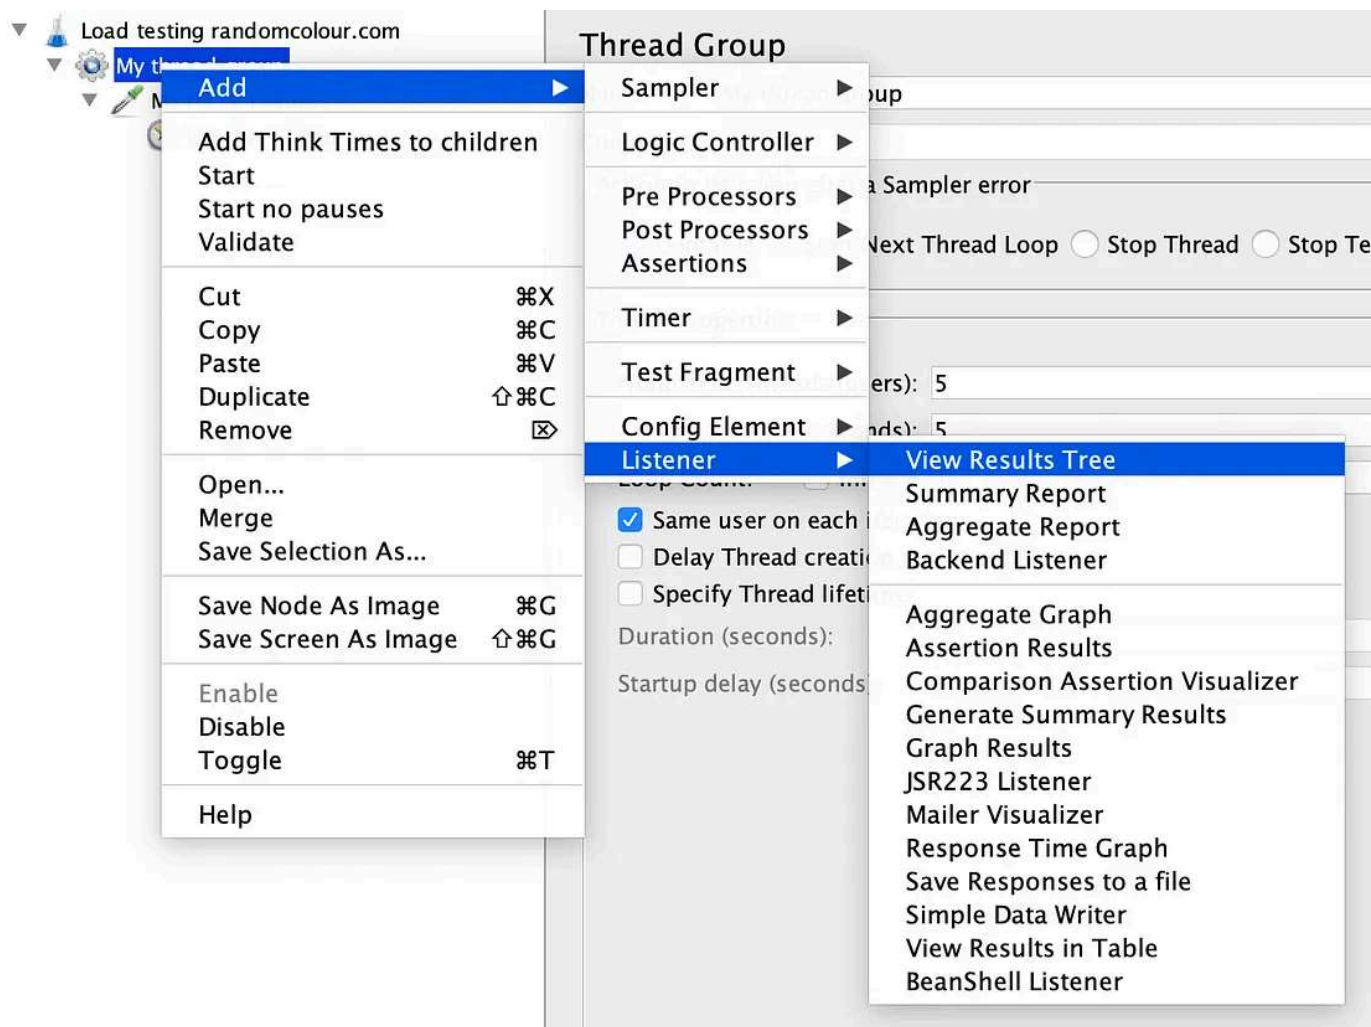 Load testing randomcolour.com
My thread group
Thread Group
Add
Add Think Times to children
Start
Start no pauses
Validate
Cut ⌘X
Copy ⌘C
Paste ⌘V
Duplicate ⇧⌘C
Remove ⌦
Open...
Merge
Save Selection As...
Save Node As Image ⌘G
Save Screen As Image ⇧⌘G
Enable
Disable
Toggle ⌘T
Help
Sampler
Logic Controller
Pre Processors
Post Processors
Assertions
Timer
Test Fragment
Config Element
Listener
View Results Tree
Summary Report
Aggregate Report
Backend Listener
Aggregate Graph
Assertion Results
Comparison Assertion Visualizer
Generate Summary Results
Graph Results
JSR223 Listener
Mailer Visualizer
Response Time Graph
Save Responses to a file
Simple Data Writer
View Results in Table
BeanShell Listener
a Sampler error
Next Thread Loop Stop Thread Stop Te
ers): 5
nds): 5
Loop Count:
Same user on each i
Delay Thread creati
Specify Thread lifeti
Duration (seconds):
Startup delay (seconds